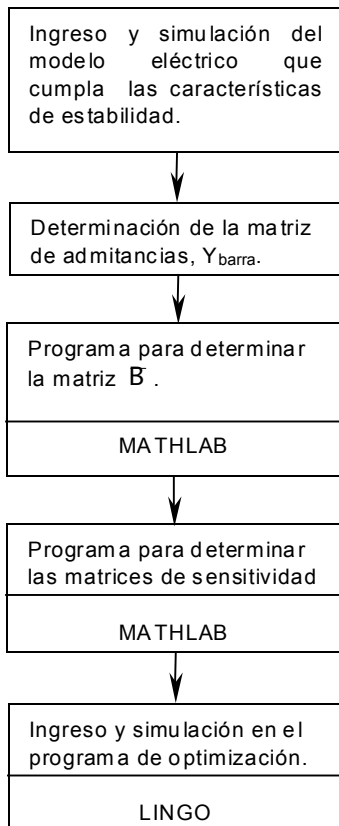 Ingreso y simulación del
modelo eléctrico que
cumpla las características
de estabilidad.
Determinación de la matriz
de admitancias, Ybarra.
Programa para determinar
la matriz B̅ .
MATHLAB
Programa para determinar
las matrices de sensitividad
MATHLAB
Ingreso y simulación en el
programa de optimización.
LINGO